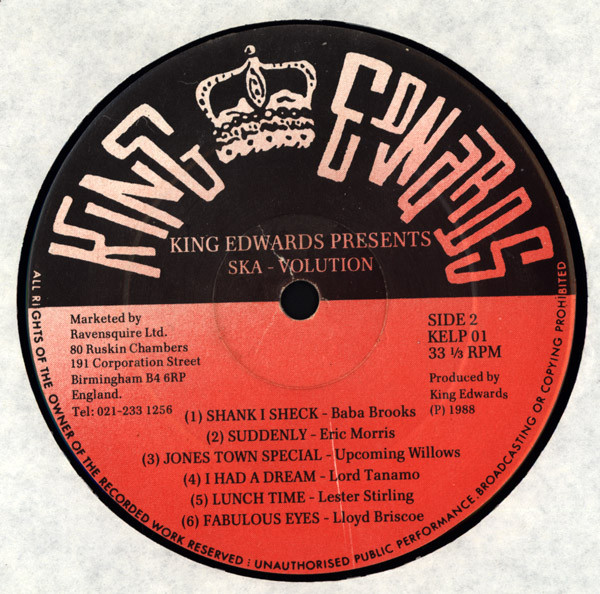 KING EDWARDS
KING EDWARDS PRESENTS
SKA - VOLUTION
Marketed by
Ravensquire Ltd.
80 Ruskin Chambers
191 Corporation Street
Birmingham B4 6RP
England.
Tel: 021-233 1256
SIDE 2
KELP 01
33 ⅓ RPM
Produced by
King Edwards
(P) 1988
(1) SHANK I SHECK - Baba Brooks
(2) SUDDENLY - Eric Morris
(3) JONES TOWN SPECIAL - Upcoming Willows
(4) I HAD A DREAM - Lord Tanamo
(5) LUNCH TIME - Lester Stirling
(6) FABULOUS EYES - Lloyd Briscoe
ALL RIGHTS OF THE OWNER OF THE RECORDED WORK RESERVED : UNAUTHORISED PUBLIC PERFORMANCE. BROADCASTING OR COPYING PROHIBITED